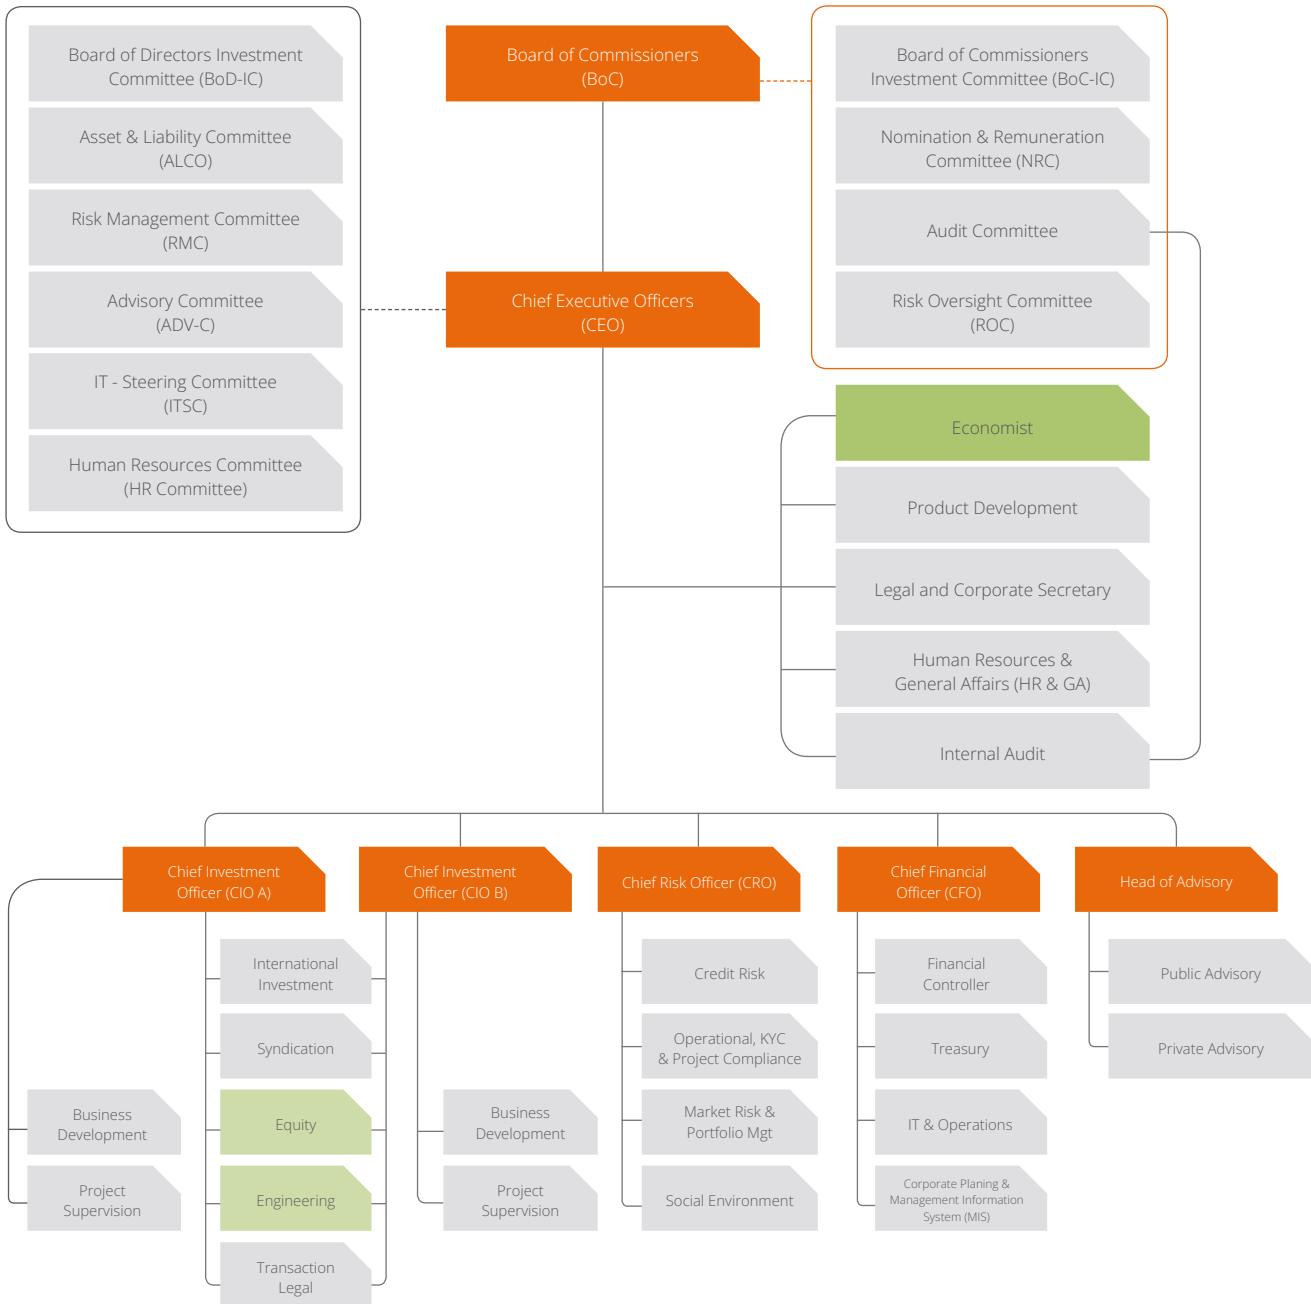 Board of Directors Investment
Committee (BoD-IC)
Asset & Liability Committee
(ALCO)
Risk Management Committee
(RMC)
Advisory Committee
(ADV-C)
IT - Steering Committee
(ITSC)
Human Resources Committee
(HR Committee)
Board of Commissioners
(BoC)
Chief Executive Officers
(CEO)
Board of Commissioners
Investment Committee (BoC-IC)
Nomination & Remuneration
Committee (NRC)
Audit Committee
Risk Oversight Committee
(ROC)
Economist
Product Development
Legal and Corporate Secretary
Human Resources &
General Affairs (HR & GA)
Internal Audit
Chief Investment
Officer (CIO A)
Business
Development
Project
Supervision
International
Investment
Syndication
Equity
Engineering
Transaction
Legal
Chief Investment
Officer (CIO B)
Business
Development
Project
Supervision
Chief Risk Officer (CRO)
Credit Risk
Operational, KYC
& Project Compliance
Market Risk &
Portfolio Mgt
Social Environment
Chief Financial
Officer (CFO)
Financial
Controller
Treasury
IT & Operations
Corporate Planing &
Management Information
System (MIS)
Head of Advisory
Public Advisory
Private Advisory